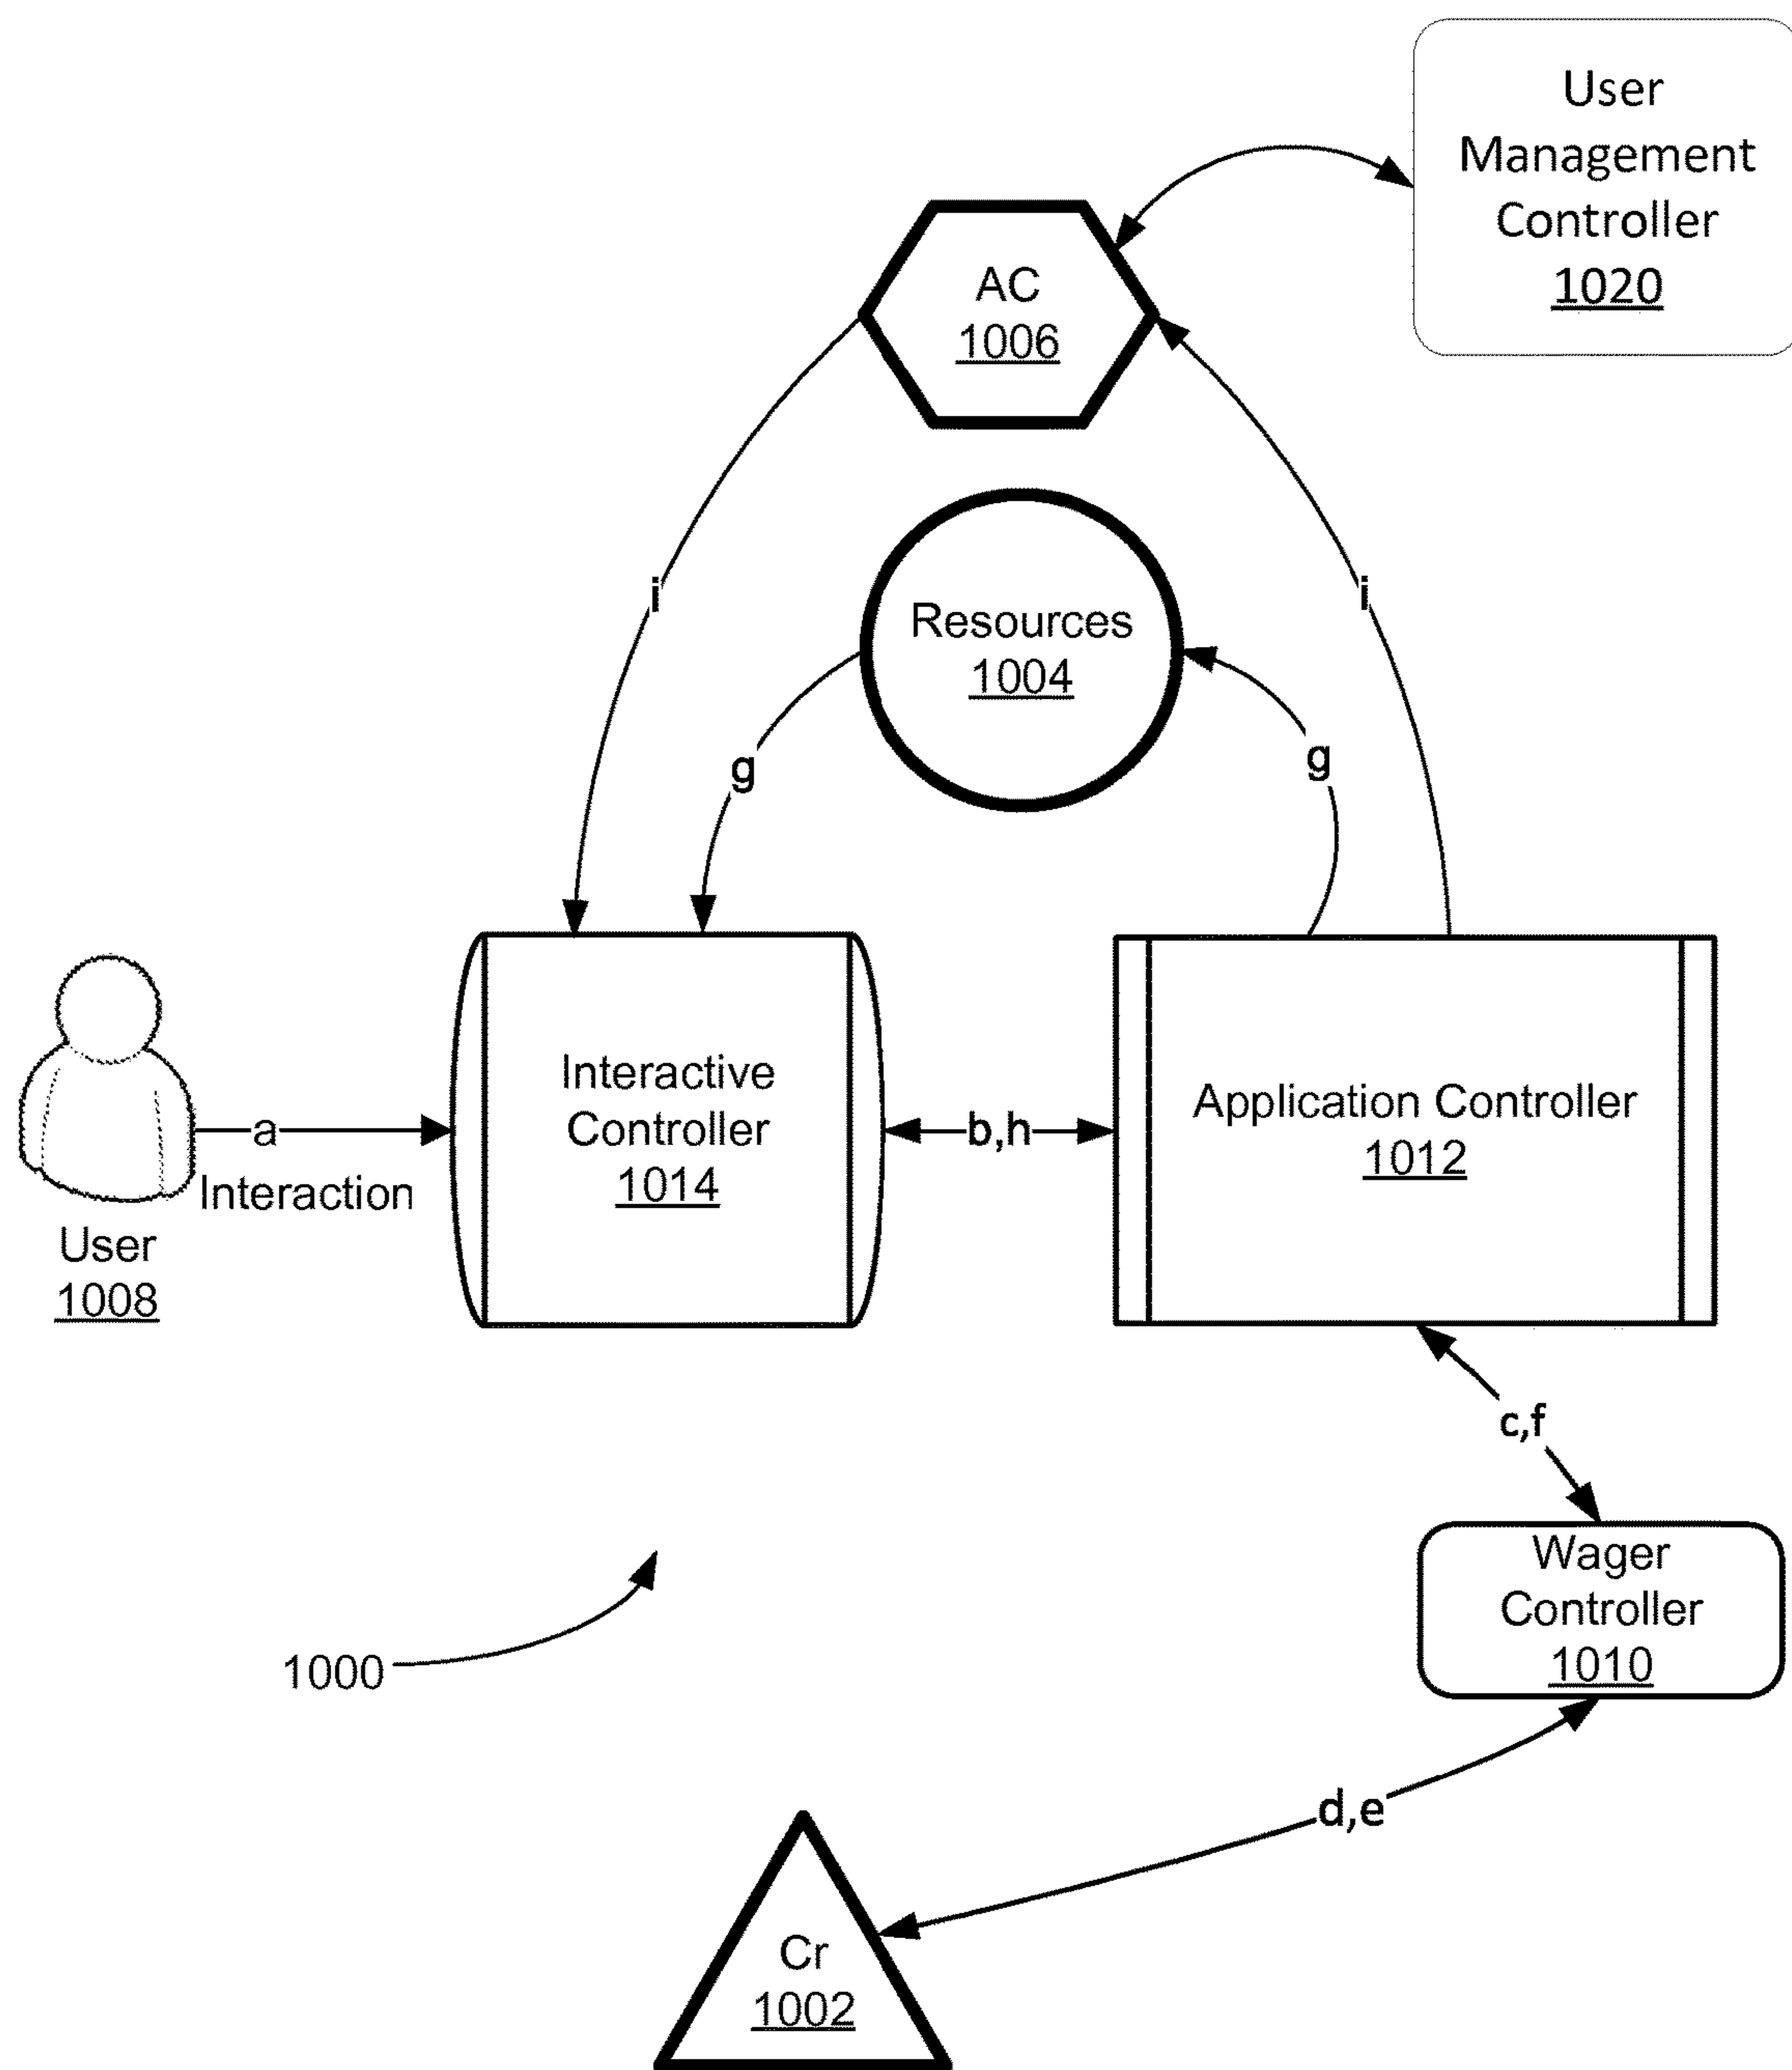 User
Management
Controller
1020
AC
1006
i
i
Resources
1004
g
g
Interactive
Controller
1014
Application Controller
1012
a
b,h
Interaction
User
1008
c,f
Wager
Controller
1010
1000
d,e
Cr
1002